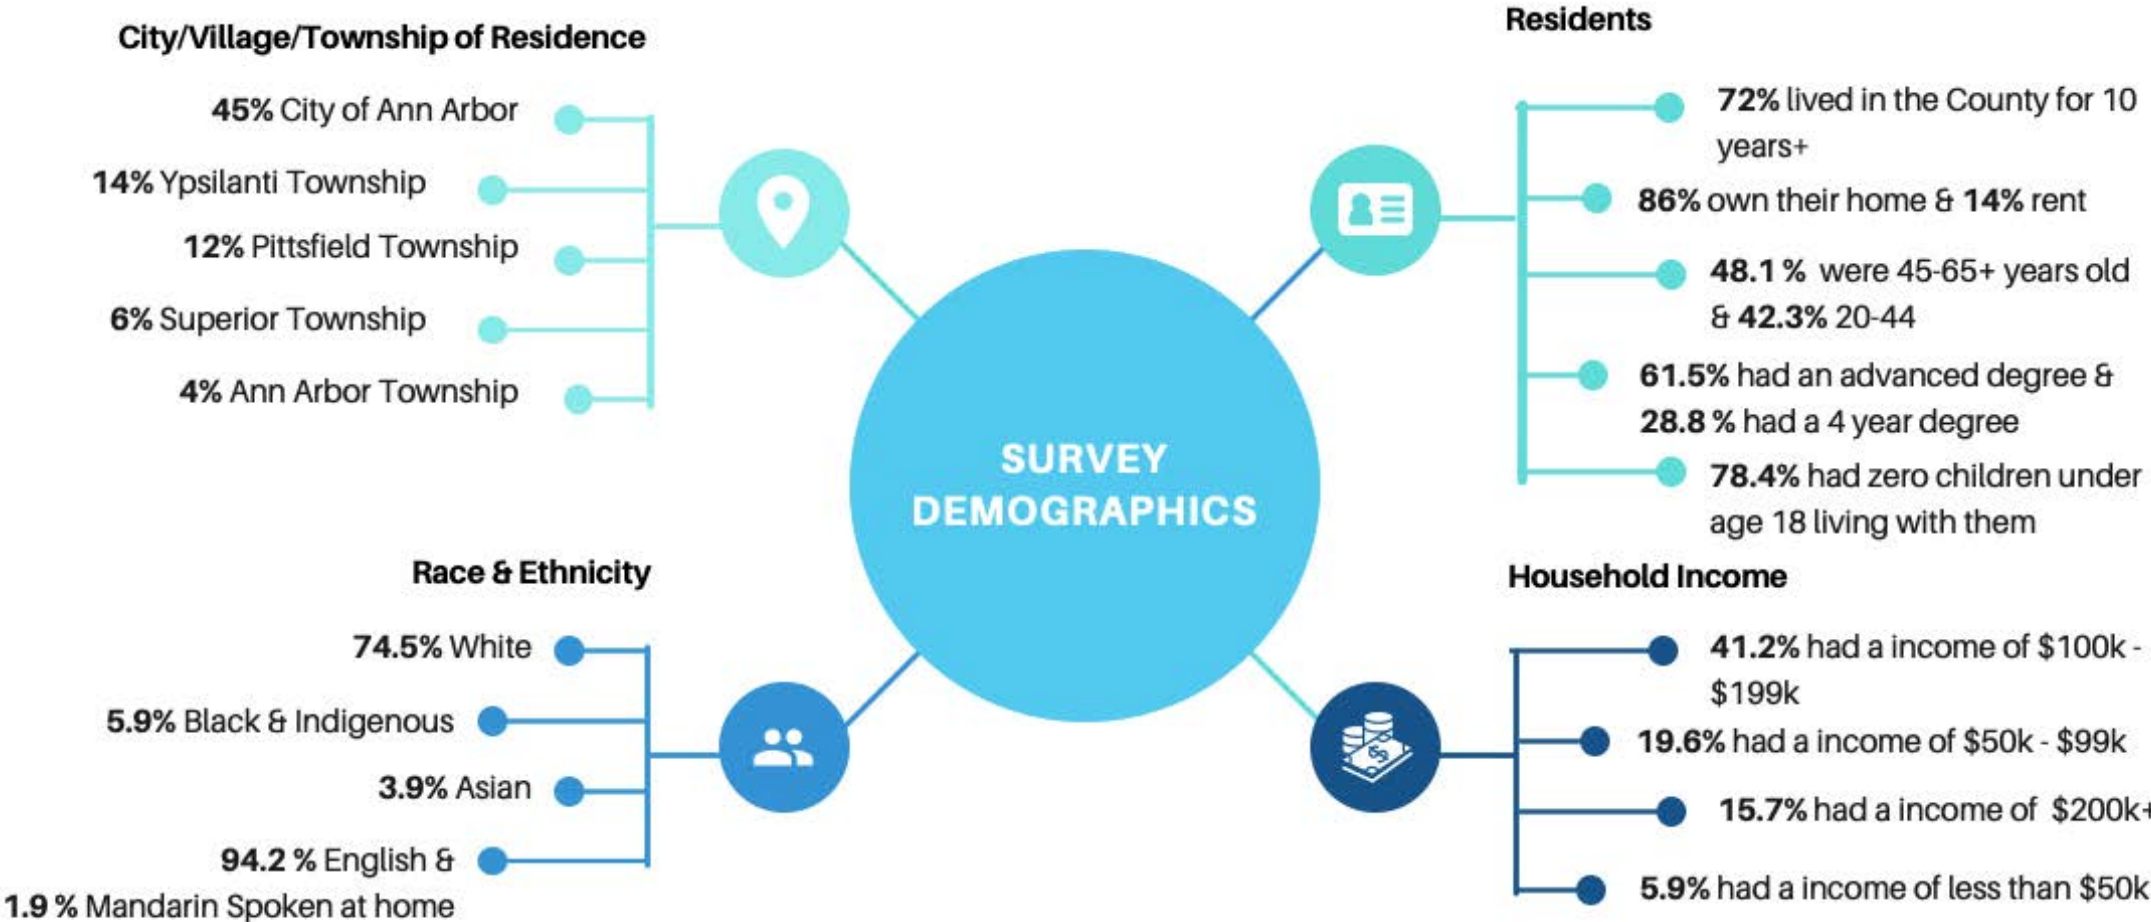 City/Village/Township of Residence
45% City of Ann Arbor
14% Ypsilanti Township
12% Pittsfield Township
6% Superior Township
4% Ann Arbor Township
Residents
72% lived in the County for 10
years+
86% own their home & 14% rent
48.1 % were 45-65+ years old
& 42.3% 20-44
61.5% had an advanced degree &
28.8 % had a 4 year degree
78.4% had zero children under
age 18 living with them
SURVEY
DEMOGRAPHICS
Race & Ethnicity
74.5% White
5.9% Black & Indigenous
3.9% Asian
94.2 % English &
1.9 % Mandarin Spoken at home
Household Income
41.2% had a income of $100k -
$199k
19.6% had a income of $50k - $99k
15.7% had a income of $200k+
5.9% had a income of less than $50k